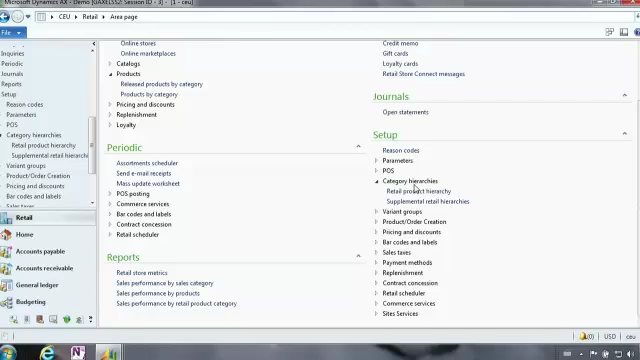 Microsoft Dynamics AX - Demo [GAXELSS2: Session ID - 3] - [1 - ceu]
CEU ▸ Retail ▸ Area page
File
Inquiries
Periodic
Journals
Reports
Setup
Reason codes
Parameters
POS
Category hierarchies
Retail product hierarchy
Supplemental retail hierarchi
Variant groups
Product/Order Creation
Pricing and discounts
Bar codes and labels
Sales taxes
Retail
Home
Accounts payable
Accounts receivable
General ledger
Budgeting
Online stores
Online marketplaces
Catalogs
Products
Released products by category
Products by category
Pricing and discounts
Replenishment
Loyalty
Periodic
Assortments scheduler
Send e-mail receipts
Mass update worksheet
POS posting
Commerce services
Bar codes and labels
Contract concession
Retail scheduler
Reports
Retail store metrics
Sales performance by sales category
Sales performance by products
Sales performance by retail product category
Credit memo
Gift cards
Loyalty cards
Retail Store Connect messages
Journals
Open statements
Setup
Reason codes
Parameters
POS
Category hierarchies
Retail product hierarchy
Supplemental retail hierarchies
Variant groups
Product/Order Creation
Pricing and discounts
Bar codes and labels
Sales taxes
Payment methods
Replenishment
Contract concession
Retail scheduler
Commerce services
Sites Services
(0)
USD
ceu